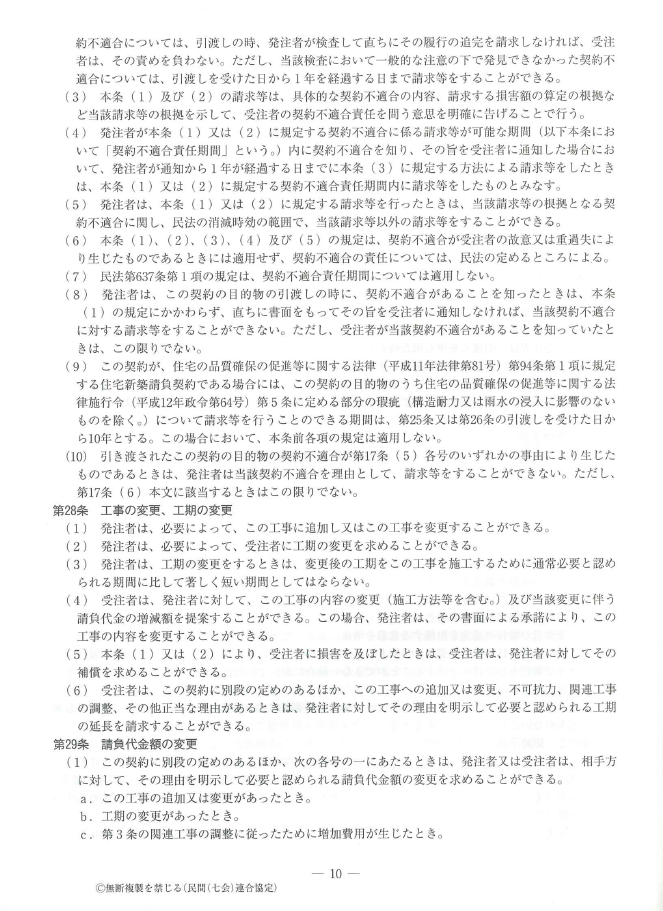 約不適合については、引渡しの時、発注者が検査して直ちにその履行の追完を請求しなければ、受注
者は、その責めを負わない。ただし、当該検査において一般的な注意の下で発見できなかった契約不
適合については、引渡しを受けた日から1年を経過する日まで請求等をすることができる。
(3) 本条(1)及び(2)の請求等は、具体的な契約不適合の内容、請求する損害額の算定の根拠な
ど当該請求等の根拠を示して、受注者の契約不適合責任を問う意思を明確に告げることで行う。
(4) 発注者が本条(1)又は(2)に規定する契約不適合に係る請求等が可能な期間(以下本条にお
いて「契約不適合責任期間」という。)内に契約不適合を知り、その旨を受注者に通知した場合にお
いて、発注者が通知から1年が経過する日までに本条(3)に規定する方法による請求等をしたとき
は、本条(1)又は(2)に規定する契約不適合責任期間内に請求等をしたものとみなす。
(5) 発注者は、本条(1)又は(2)に規定する請求等を行ったときは、当該請求等の根拠となる契
約不適合に関し、民法の消滅時効の範囲で、当該請求等以外の請求等をすることができる。
(6) 本条(1)、(2)、(3)、(4)及び(5)の規定は、契約不適合が受注者の故意又は重過失によ
り生じたものであるときには適用せず、契約不適合の責任については、民法の定めるところによる。
(7) 民法第637条第1項の規定は、契約不適合責任期間については適用しない。
(8) 発注者は、この契約の目的物の引渡しの時に、契約不適合があることを知ったときは、本条
(1)の規定にかかわらず、直ちに書面をもってその旨を受注者に通知しなければ、当該契約不適合
に対する請求等をすることができない。ただし、受注者が当該契約不適合があることを知っていたと
きは、この限りでない。
(9) この契約が、住宅の品質確保の促進等に関する法律(平成11年法律第81号)第94条第1項に規定
する住宅新築請負契約である場合には、この契約の目的物のうち住宅の品質確保の促進等に関する法
律施行令(平成12年政令第64号)第5条に定める部分の瑕疵(構造耐力又は雨水の浸入に影響のない
ものを除く。)について請求等を行うことのできる期間は、第25条又は第26条の引渡しを受けた日か
ら10年とする。この場合において、本条前各項の規定は適用しない。
(10) 引き渡されたこの契約の目的物の契約不適合が第17条(5)各号のいずれかの事由により生じた
ものであるときは、発注者は当該契約不適合を理由として、請求等をすることができない。ただし、
第17条(6)本文に該当するときはこの限りでない。
第28条 工事の変更、工期の変更
(1) 発注者は、必要によって、この工事に追加し又はこの工事を変更することができる。
(2) 発注者は、必要によって、受注者に工期の変更を求めることができる。
(3) 発注者は、工期の変更をするときは、変更後の工期をこの工事を施工するために通常必要と認め
られる期間に比して著しく短い期間としてはならない。
(4) 受注者は、発注者に対して、この工事の内容の変更(施工方法等を含む。)及び当該変更に伴う
請負代金の増減額を提案することができる。この場合、発注者は、その書面による承諾により、この
工事の内容を変更することができる。
(5) 本条(1)又は(2)により、受注者に損害を及ぼしたときは、受注者は、発注者に対してその
補償を求めることができる。
(6) 受注者は、この契約に別段の定めのあるほか、この工事への追加又は変更、不可抗力、関連工事
の調整、その他正当な理由があるときは、発注者に対してその理由を明示して必要と認められる工期
の延長を請求することができる。
第29条 請負代金額の変更
(1) この契約に別段の定めのあるほか、次の各号の一にあたるときは、発注者又は受注者は、相手方
に対して、その理由を明示して必要と認められる請負代金額の変更を求めることができる。
a．この工事の追加又は変更があったとき。
b．工期の変更があったとき。
c．第3条の関連工事の調整に従ったために増加費用が生じたとき。
― 10 ―
©無断複製を禁じる(民間(七会)連合協定)